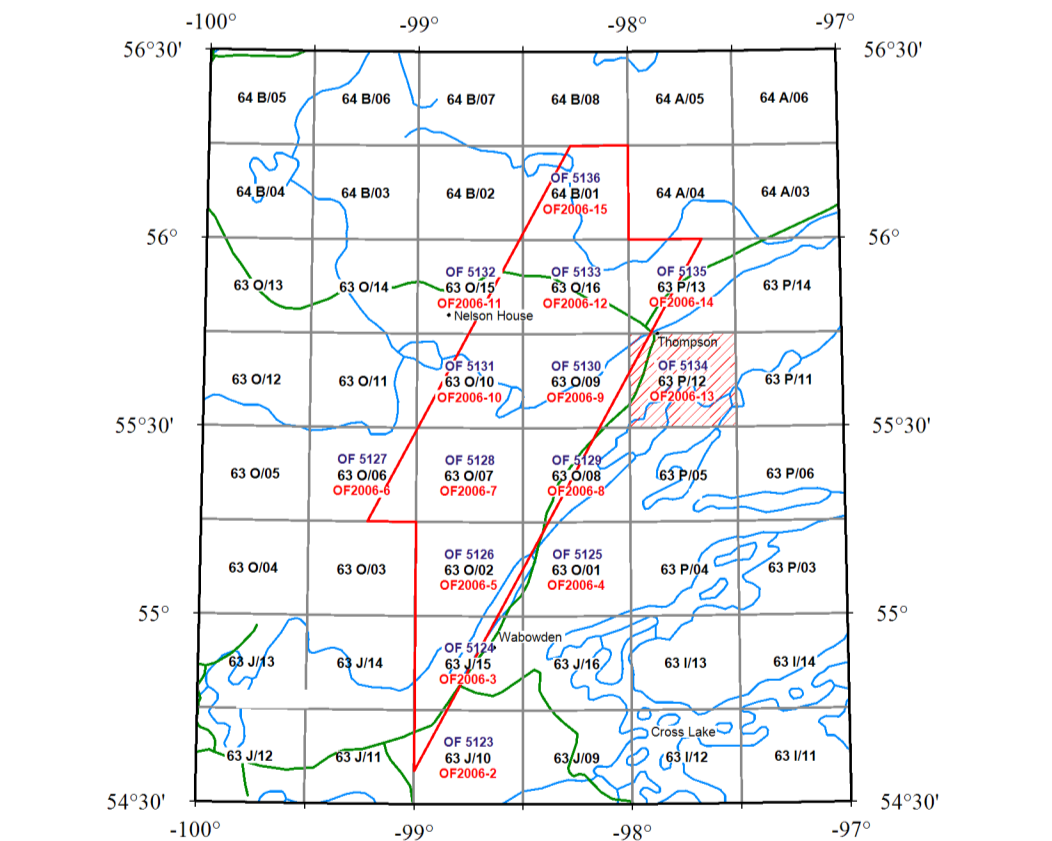 -100° -99° -98° -97°
56°30' 56°30'
64 B/05 64 B/06 64 B/07 64 B/08 64 A/05 64 A/06
OF 5136
64 B/04 64 B/03 64 B/02 64 B/01 64 A/04 64 A/03
OF2006-15
56° 56°
OF 5132 OF 5133 OF 5135
63 O/13 63 O/14 63 O/15 63 O/16 63 P/13 63 P/14
OF2006-11 OF2006-12 OF2006-14
Nelson House
Thompson
OF 5131 OF 5130 OF 5134
63 O/12 63 O/11 63 O/10 63 O/09 63 P/12 63 P/11
OF2006-10 OF2006-9 OF2006-13
55°30' 55°30'
OF 5127 OF 5128 OF 5129
63 O/05 63 O/06 63 O/07 63 O/08 63 P/05 63 P/06
OF2006-6 OF2006-7 OF2006-8
OF 5126 OF 5125
63 O/04 63 O/03 63 O/02 63 O/01 63 P/04 63 P/03
OF2006-5 OF2006-4
55° 55°
Wabowden
OF 5124
63 J/13 63 J/14 63 J/15 63 J/16 63 I/13 63 I/14
OF2006-3
Cross Lake
OF 5123
63 J/12 63 J/11 63 J/10 63 J/09 63 I/12 63 I/11
OF2006-2
54°30' 54°30'
-100° -99° -98° -97°